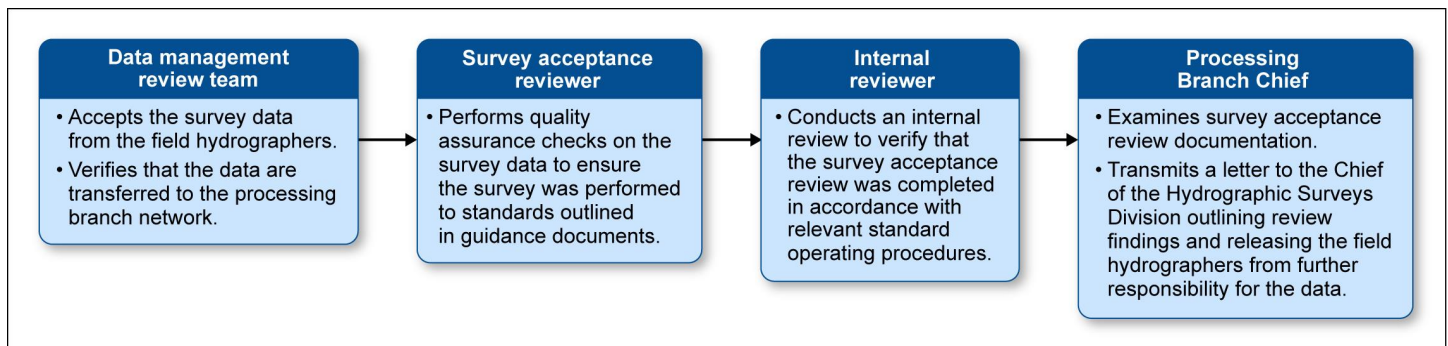 Data management
review team
• Accepts the survey data
from the field hydrographers.
• Verifies that the data are
transferred to the processing
branch network.
Survey acceptance
reviewer
• Performs quality
assurance checks on the
survey data to ensure
the survey was performed
to standards outlined
in guidance documents.
Internal
reviewer
• Conducts an internal
review to verify that
the survey acceptance
review was completed
in accordance with
relevant standard
operating procedures.
Processing
Branch Chief
• Examines survey acceptance
review documentation.
• Transmits a letter to the Chief
of the Hydrographic Surveys
Division outlining review
findings and releasing the field
hydrographers from further
responsibility for the data.